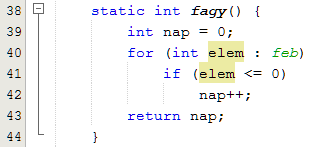 38 static int fagy() {
39 int nap = 0;
40 for (int elem : feb)
41 if (elem <= 0)
42 nap++;
43 return nap;
44 }